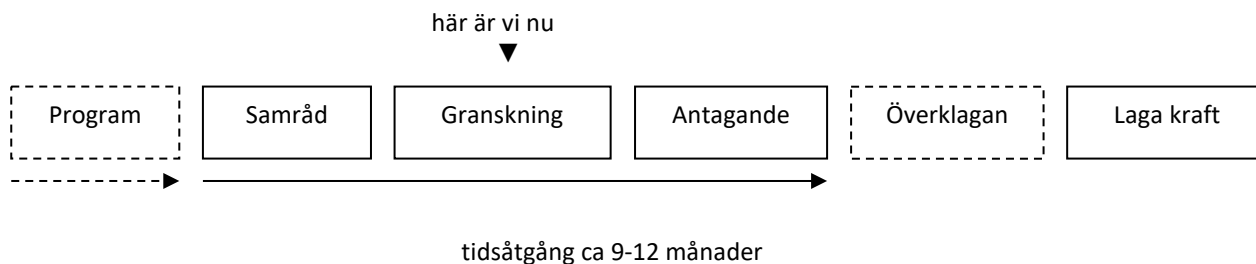 här är vi nu
Program Samråd Granskning Antagande Överklagan Laga kraft
tidsåtgång ca 9-12 månader